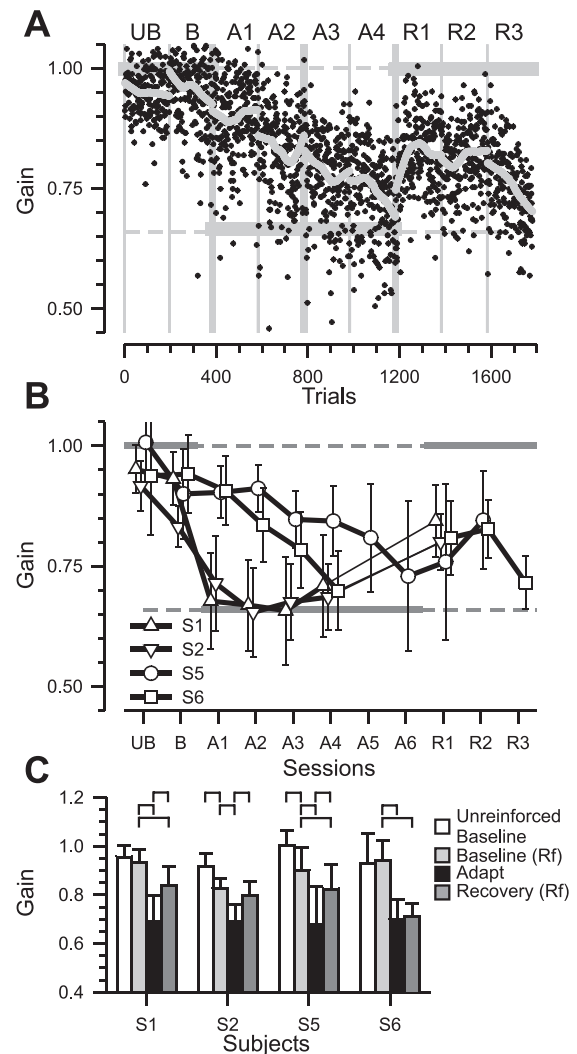 A
UB B A1 A2 A3 A4 R1 R2 R3
1.00
0.75
0.50
Gain
0 400 800 1200 1600
Trials
B
1.00
0.75
0.50
Gain
S1
S2
S5
S6
UB B A1 A2 A3 A4 A5 A6 R1 R2 R3
Sessions
C
1.2
1.0
0.8
0.6
0.4
Gain
Unreinforced
Baseline
Baseline (Rf)
Adapt
Recovery (Rf)
S1 S2 S5 S6
Subjects